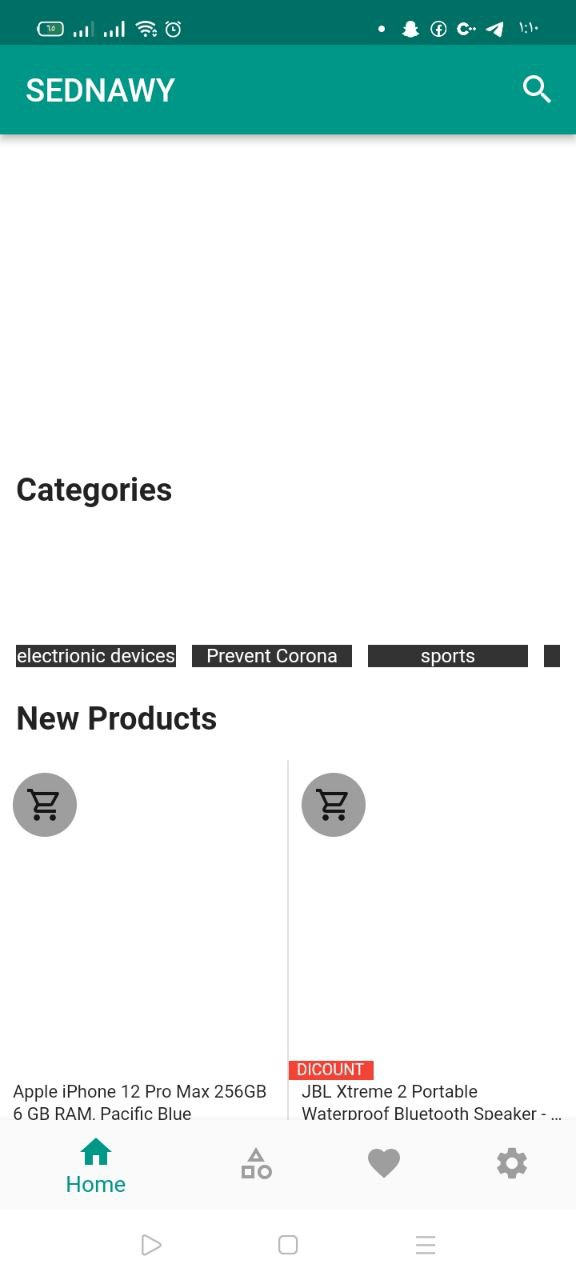 ٦٥ ١:١٠
SEDNAWY
Categories
electrionic devices Prevent Corona sports
New Products
DICOUNT
Apple iPhone 12 Pro Max 256GB
6 GB RAM, Pacific Blue
JBL Xtreme 2 Portable
Waterproof Bluetooth Speaker - ...
Home